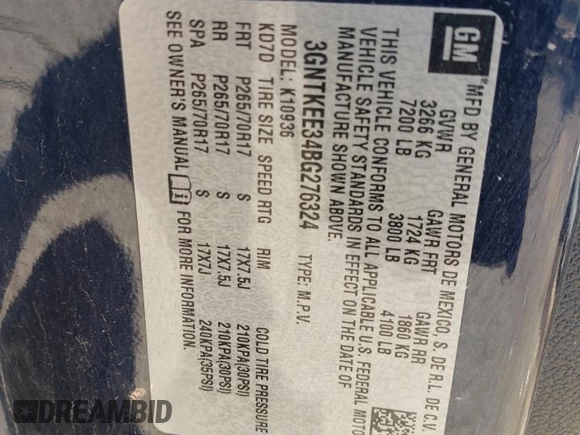 GM
*MFD BY GENERAL MOTORS DE MEXICO, S. DE R.L. DE C.V.
GVWR GAWR FRT GAWR RR
3266 KG 1724 KG 1860 KG
7200 LB 3800 LB 4100 LB
THIS VEHICLE CONFORMS TO ALL APPLICABLE U.S. FEDERAL MOTOR
VEHICLE SAFETY STANDARDS IN EFFECT ON THE DATE OF
MANUFACTURE SHOWN ABOVE.
3GNTKEE34BG276324 TYPE: M.P.V.
MODEL: K10936
KD7D TIRE SIZE SPEED RTG RIM COLD TIRE PRESSURE
FRT P265/70R17 S 17X7.5J 210KPA(30PSI)
RR P265/70R17 S 17X7.5J 210KPA(30PSI)
SPA P265/70R17 S 17X7J 240KPA(35PSI)
SEE OWNER'S MANUAL FOR MORE INFORMATION.
DREAMBID